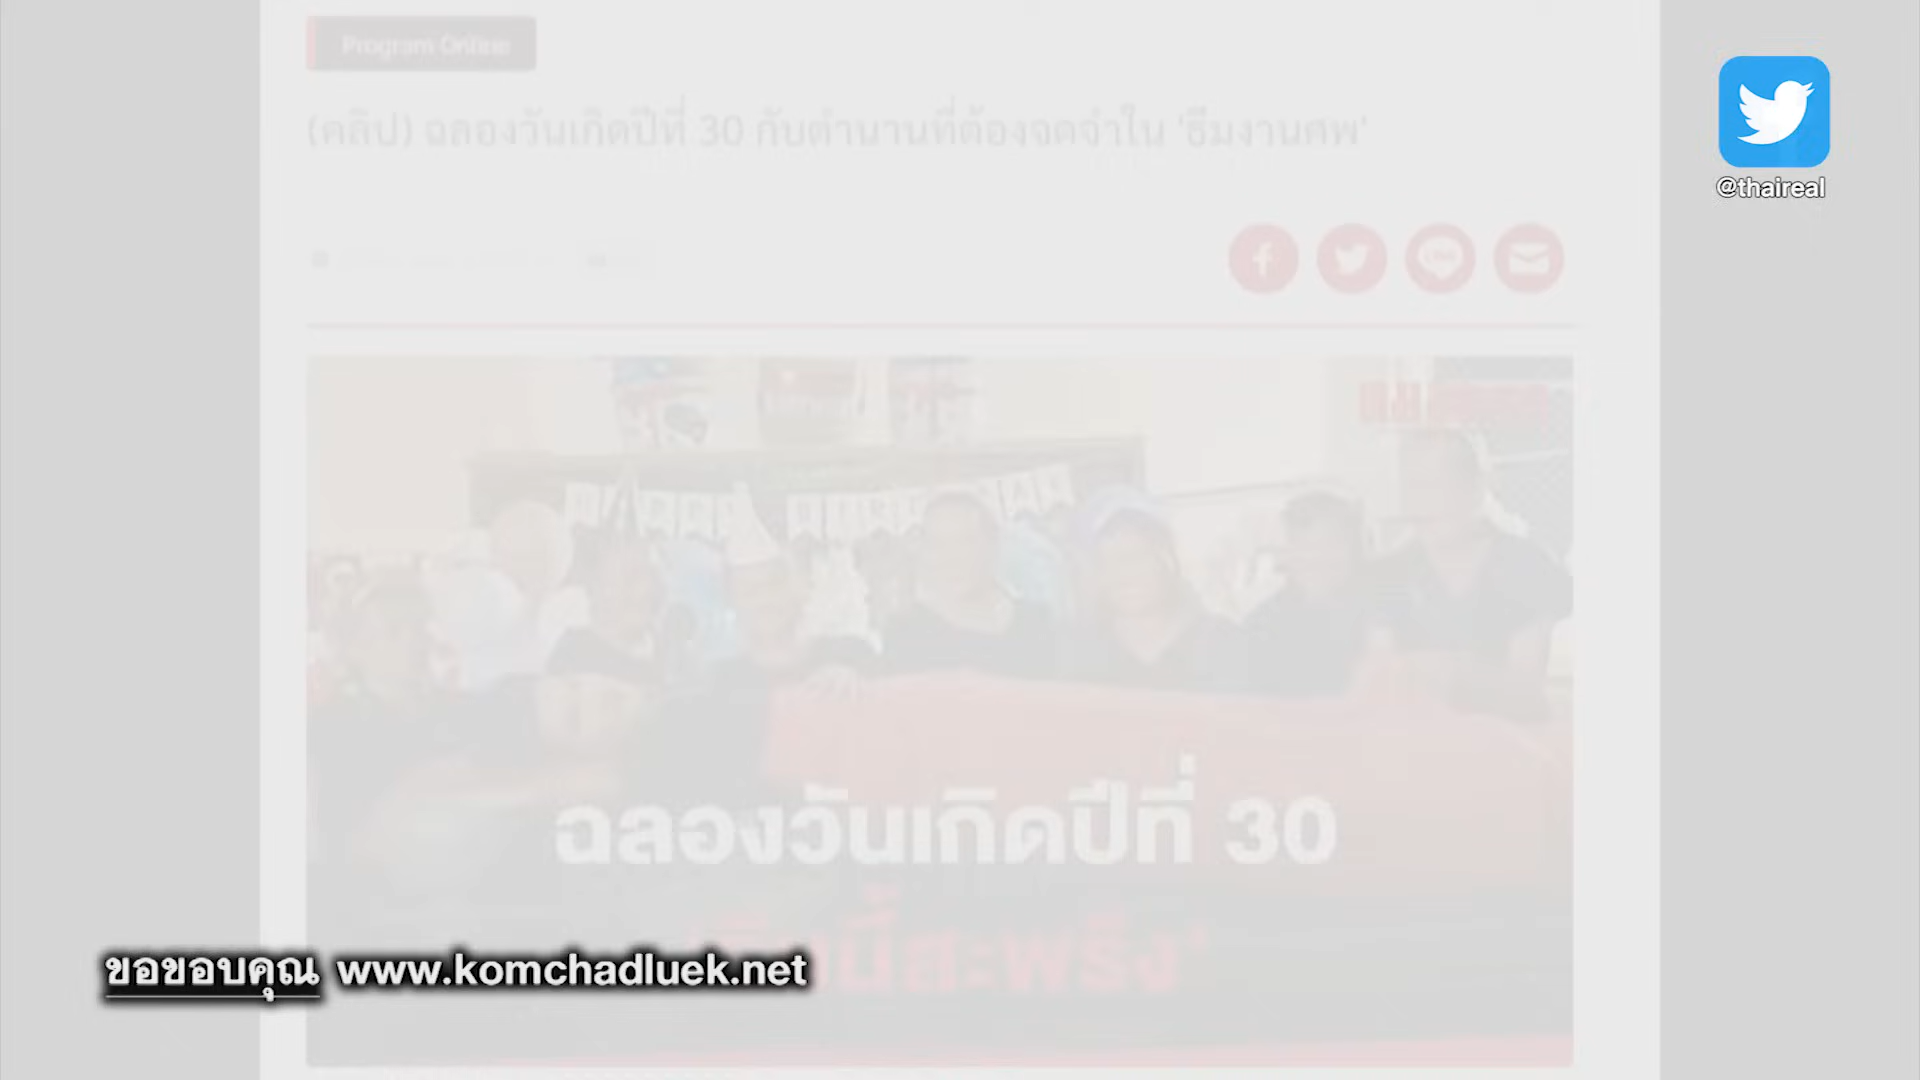 Program Online
(คลิป) ฉลองวันเกิดปีที่ 30 กับตำนานที่ต้องจดจำใน 'ธีมงานศพ'
@thaireal
ฉลองวันเกิดปีที่ 30
ขอขอบคุณ www.komchadluek.net